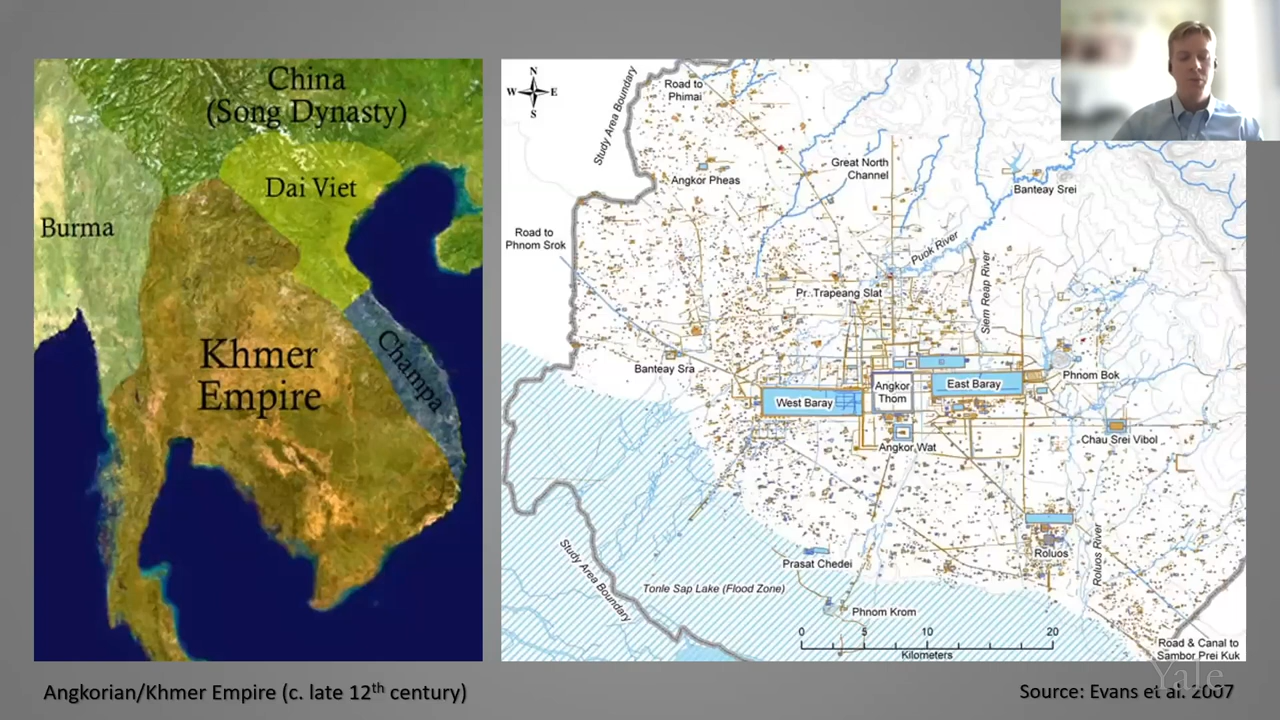 China
(Song Dynasty)
Dai Viet
Burma
Khmer
Empire
Champa
Angkorian/Khmer Empire (c. late 12th century)
N
W E
S
Study Area Boundary
Road to
Phimai
Great North
Channel
Angkor Pheas
Banteay Srei
Road to
Phnom Srok
Puok River
Siem Reap River
Pr. Trapeang Slat
Banteay Sra
Phnom Bok
West Baray
Angkor
Thom
East Baray
Angkor Wat
Chau Srei Vibol
Roluos
Roluos River
Prasat Chedei
Study Area Boundary
Tonle Sap Lake (Flood Zone)
Phnom Krom
0 5 10 20
Kilometers
Road & Canal to
Sambor Prei Kuk
Yale
Source: Evans et al. 2007